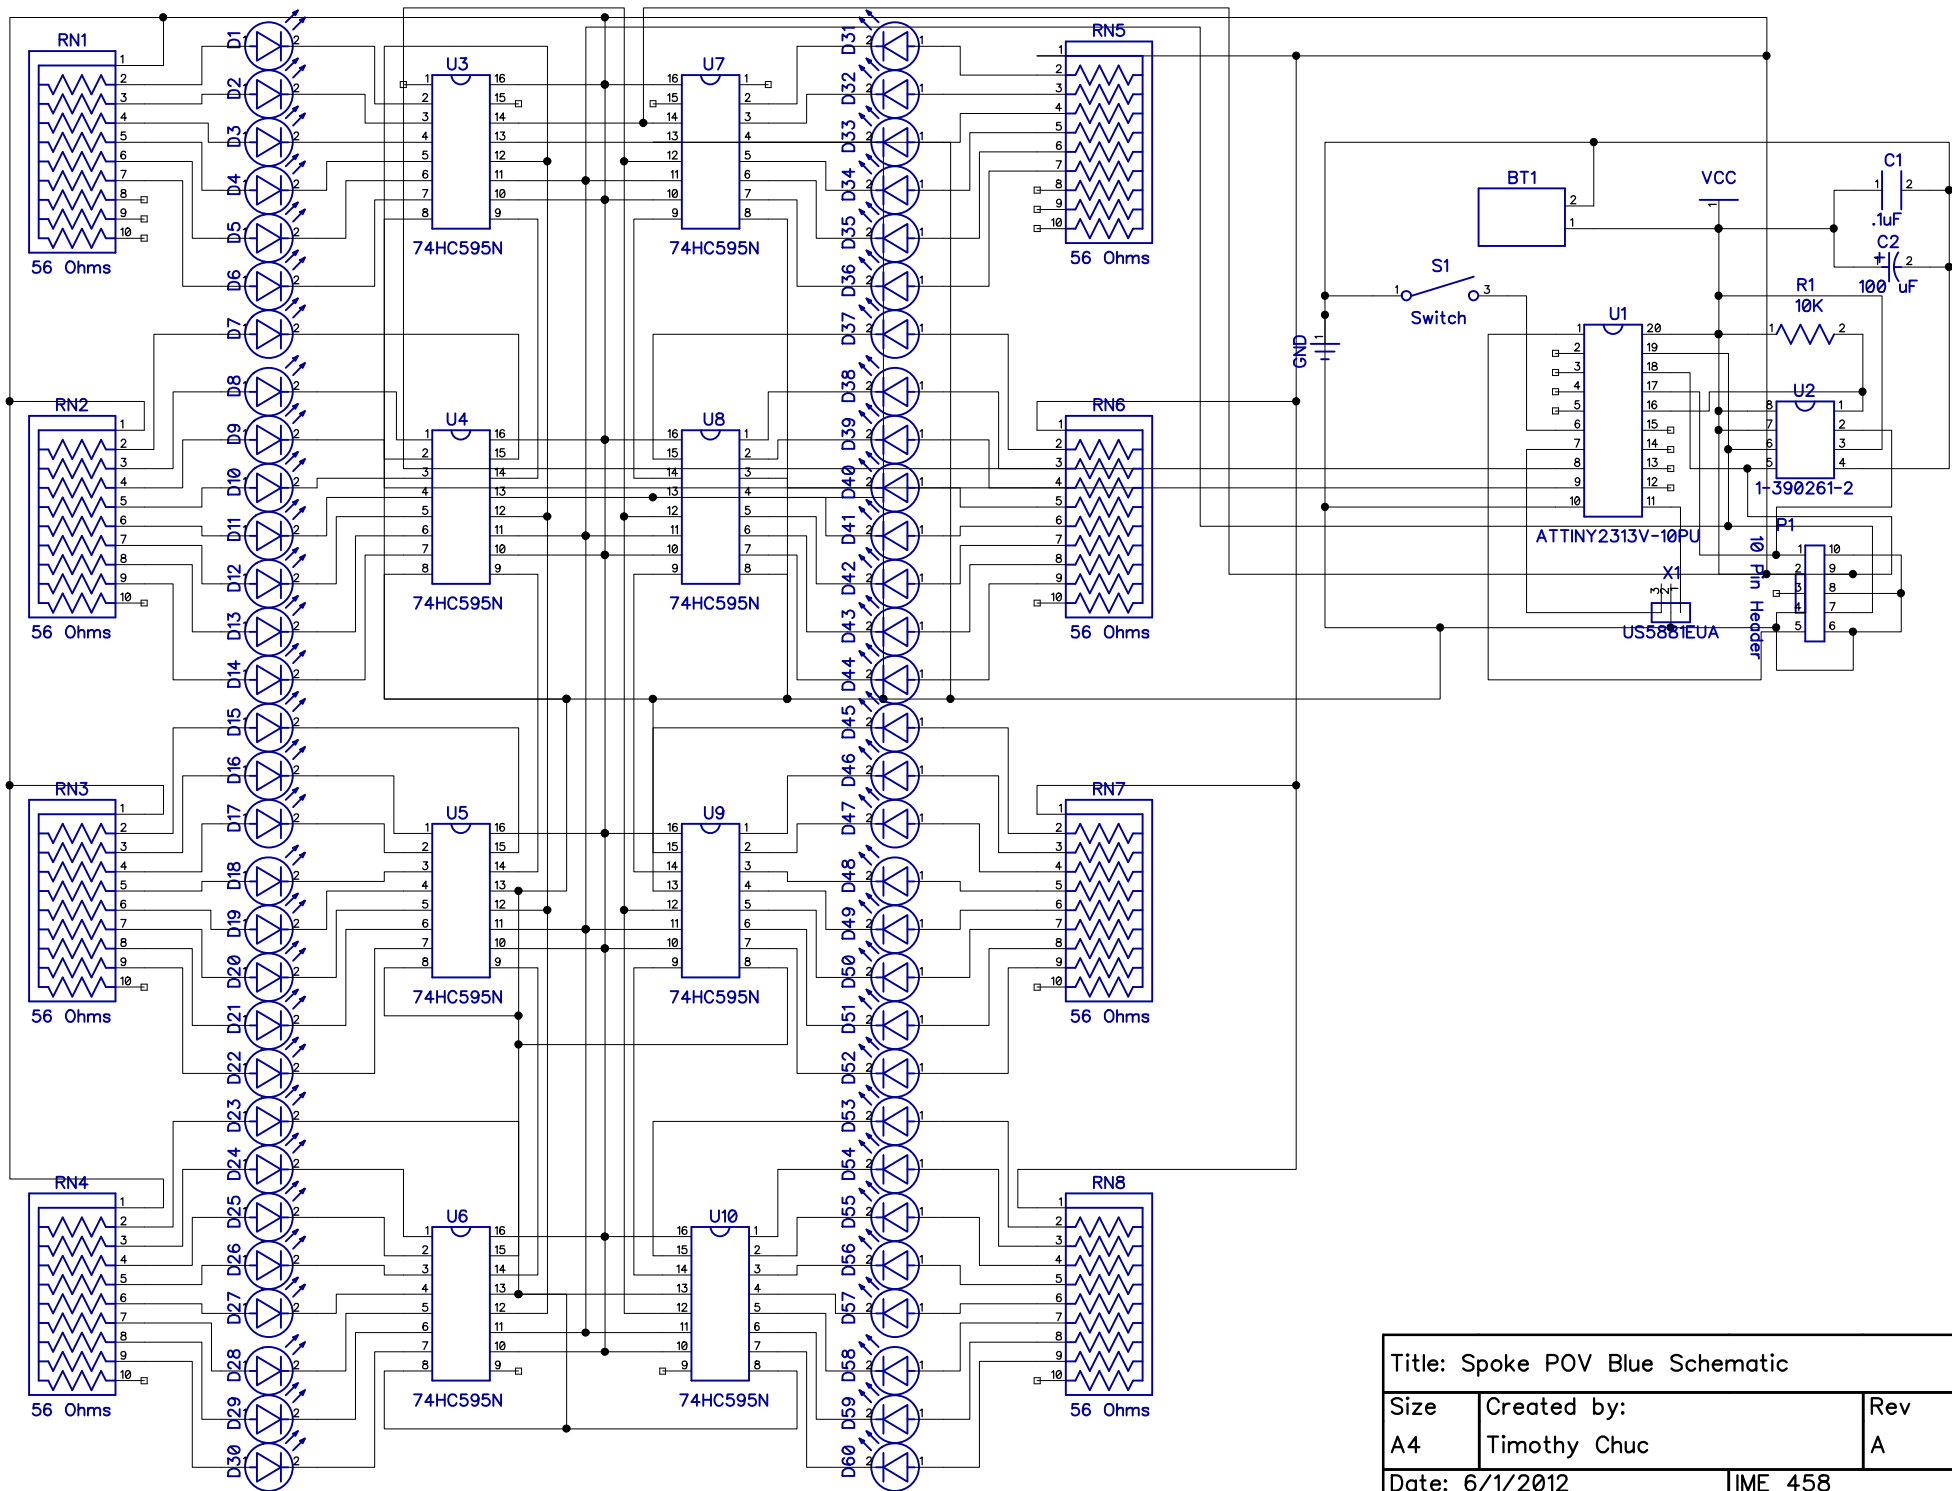 RN1
56 Ohms
RN2
56 Ohms
RN3
56 Ohms
RN4
56 Ohms
D1
D2
D3
D4
D5
D6
D7
D8
D9
D10
D11
D12
D13
D14
D15
D16
D17
D18
D19
D20
D21
D22
D23
D24
D25
D26
D27
D28
D29
D30
U3
74HC595N
U4
74HC595N
U5
74HC595N
U6
74HC595N
U7
74HC595N
U8
74HC595N
U9
74HC595N
U10
74HC595N
D31
D32
D33
D34
D35
D36
D37
D38
D39
D40
D41
D42
D43
D44
D45
D46
D47
D48
D49
D50
D51
D52
D53
D54
D55
D56
D57
D58
D59
D60
RN5
56 Ohms
RN6
56 Ohms
RN7
56 Ohms
RN8
56 Ohms
BT1
VCC
C1
.1uF
C2
100 uF
S1
Switch
GND
R1
10K
U1
ATTINY2313V-10PU
U2
1-390261-2
P1
10 Pin Header
X1
US5881EUA
Title: Spoke POV Blue Schematic
Size
A4
Created by:
Timothy Chuc
Rev
A
Date: 6/1/2012
IME 458